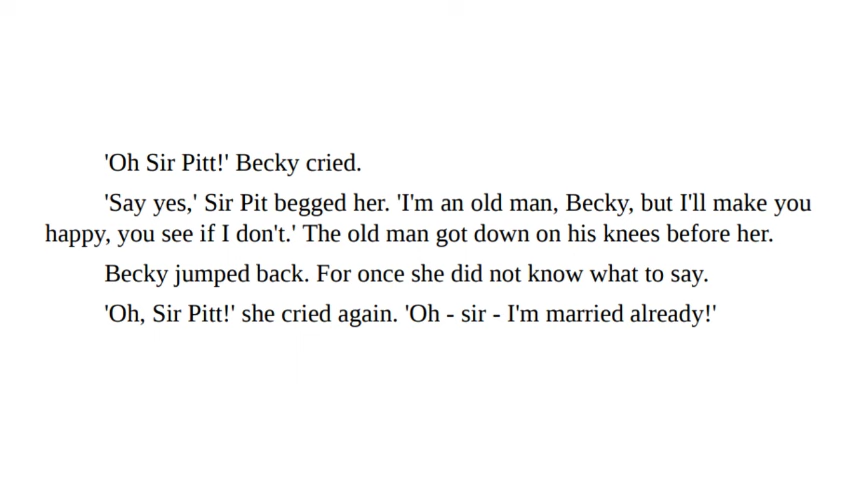 'Oh Sir Pitt!' Becky cried.
'Say yes,' Sir Pit begged her. 'I'm an old man, Becky, but I'll make you
happy, you see if I don't.' The old man got down on his knees before her.
Becky jumped back. For once she did not know what to say.
'Oh, Sir Pitt!' she cried again. 'Oh - sir - I'm married already!'